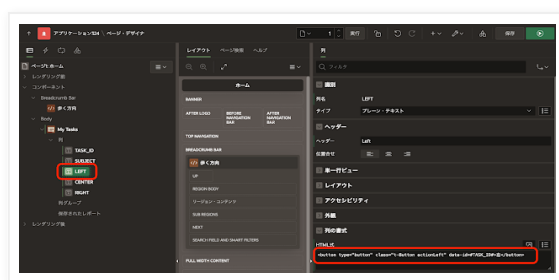 アプリケーション104 \ ページ・デザイナ
実行
保存
ページ1: ホーム
レンダリング前
コンポーネント
Breadcrumb Bar
歩く方向
Body
My Tasks
列
TASK_ID
SUBJECT
LEFT
CENTER
RIGHT
列グループ
保存されたレポート
レンダリング後
レイアウト
ページ検索
ヘルプ
ホーム
BANNER
AFTER LOGO
BEFORE NAVIGATION BAR
AFTER NAVIGATION BAR
TOP NAVIGATION
BREADCRUMB BAR
歩く方向
UP
REGION BODY
リージョン・コンテンツ
SUB REGIONS
NEXT
SEARCH FIELD AND SMART FILTERS
FULL WIDTH CONTENT
列
フィルタ
識別
列名
LEFT
タイプ
プレーン・テキスト
ヘッダー
ヘッダー
Left
位置合せ
単一行ビュー
レイアウト
アクセシビリティ
外観
列の書式
HTML式
<button type="button" class="t-Button actionLeft" data-id=#TASK_ID#>左</button>